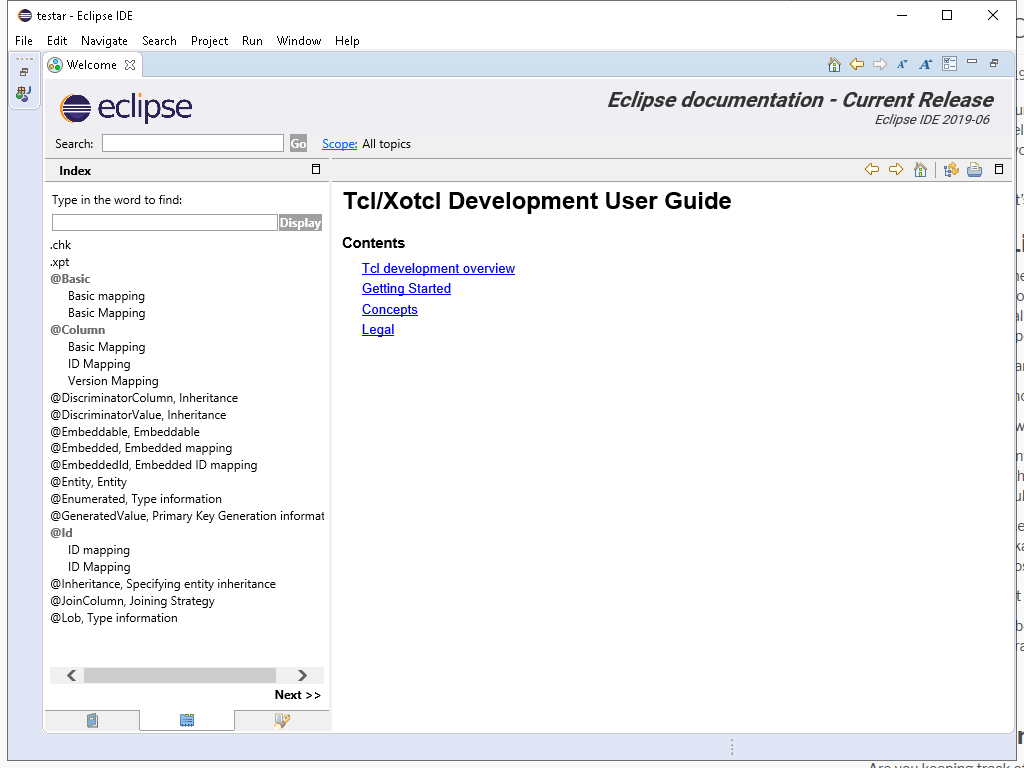 testar - Eclipse IDE
File Edit Navigate Search Project Run Window Help
Welcome
eclipse
Eclipse documentation - Current Release
Eclipse IDE 2019-06
Search: Go Scope: All topics
Index
Type in the word to find:
Display
.chk
.xpt
@Basic
Basic mapping
Basic Mapping
@Column
Basic Mapping
ID Mapping
Version Mapping
@DiscriminatorColumn, Inheritance
@DiscriminatorValue, Inheritance
@Embeddable, Embeddable
@Embedded, Embedded mapping
@EmbeddedId, Embedded ID mapping
@Entity, Entity
@Enumerated, Type information
@GeneratedValue, Primary Key Generation informat
@Id
ID mapping
ID Mapping
@Inheritance, Specifying entity inheritance
@JoinColumn, Joining Strategy
@Lob, Type information
Next >>
Tcl/Xotcl Development User Guide
Contents
Tcl development overview
Getting Started
Concepts
Legal